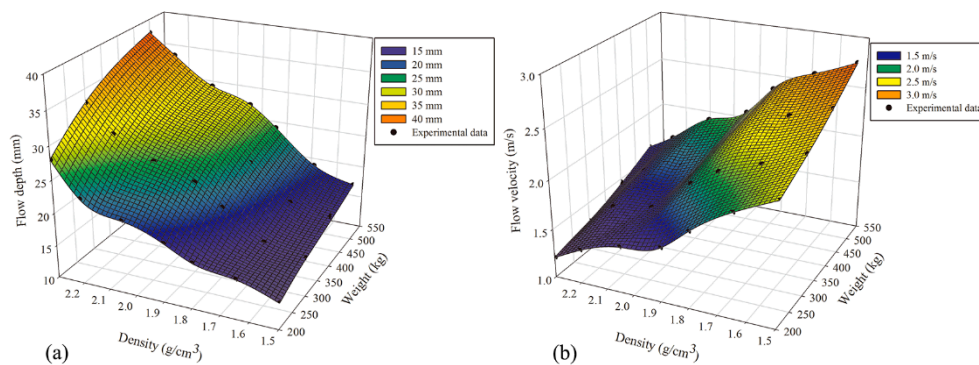 40
35
30
25
20
15
10
Flow depth (mm)
2.2
2.1
2.0
1.9
1.8
1.7
1.6
1.5
Density (g/cm³)
550
500
450
400
350
300
250
200
Weight (kg)
15 mm
20 mm
25 mm
30 mm
35 mm
40 mm
Experimental data
(a)
3.0
2.5
2.0
1.5
1.0
Flow velocity (m/s)
2.2
2.1
2.0
1.9
1.8
1.7
1.6
1.5
Density (g/cm³)
550
500
450
400
350
300
250
200
Weight (kg)
1.5 m/s
2.0 m/s
2.5 m/s
3.0 m/s
Experimental data
(b)